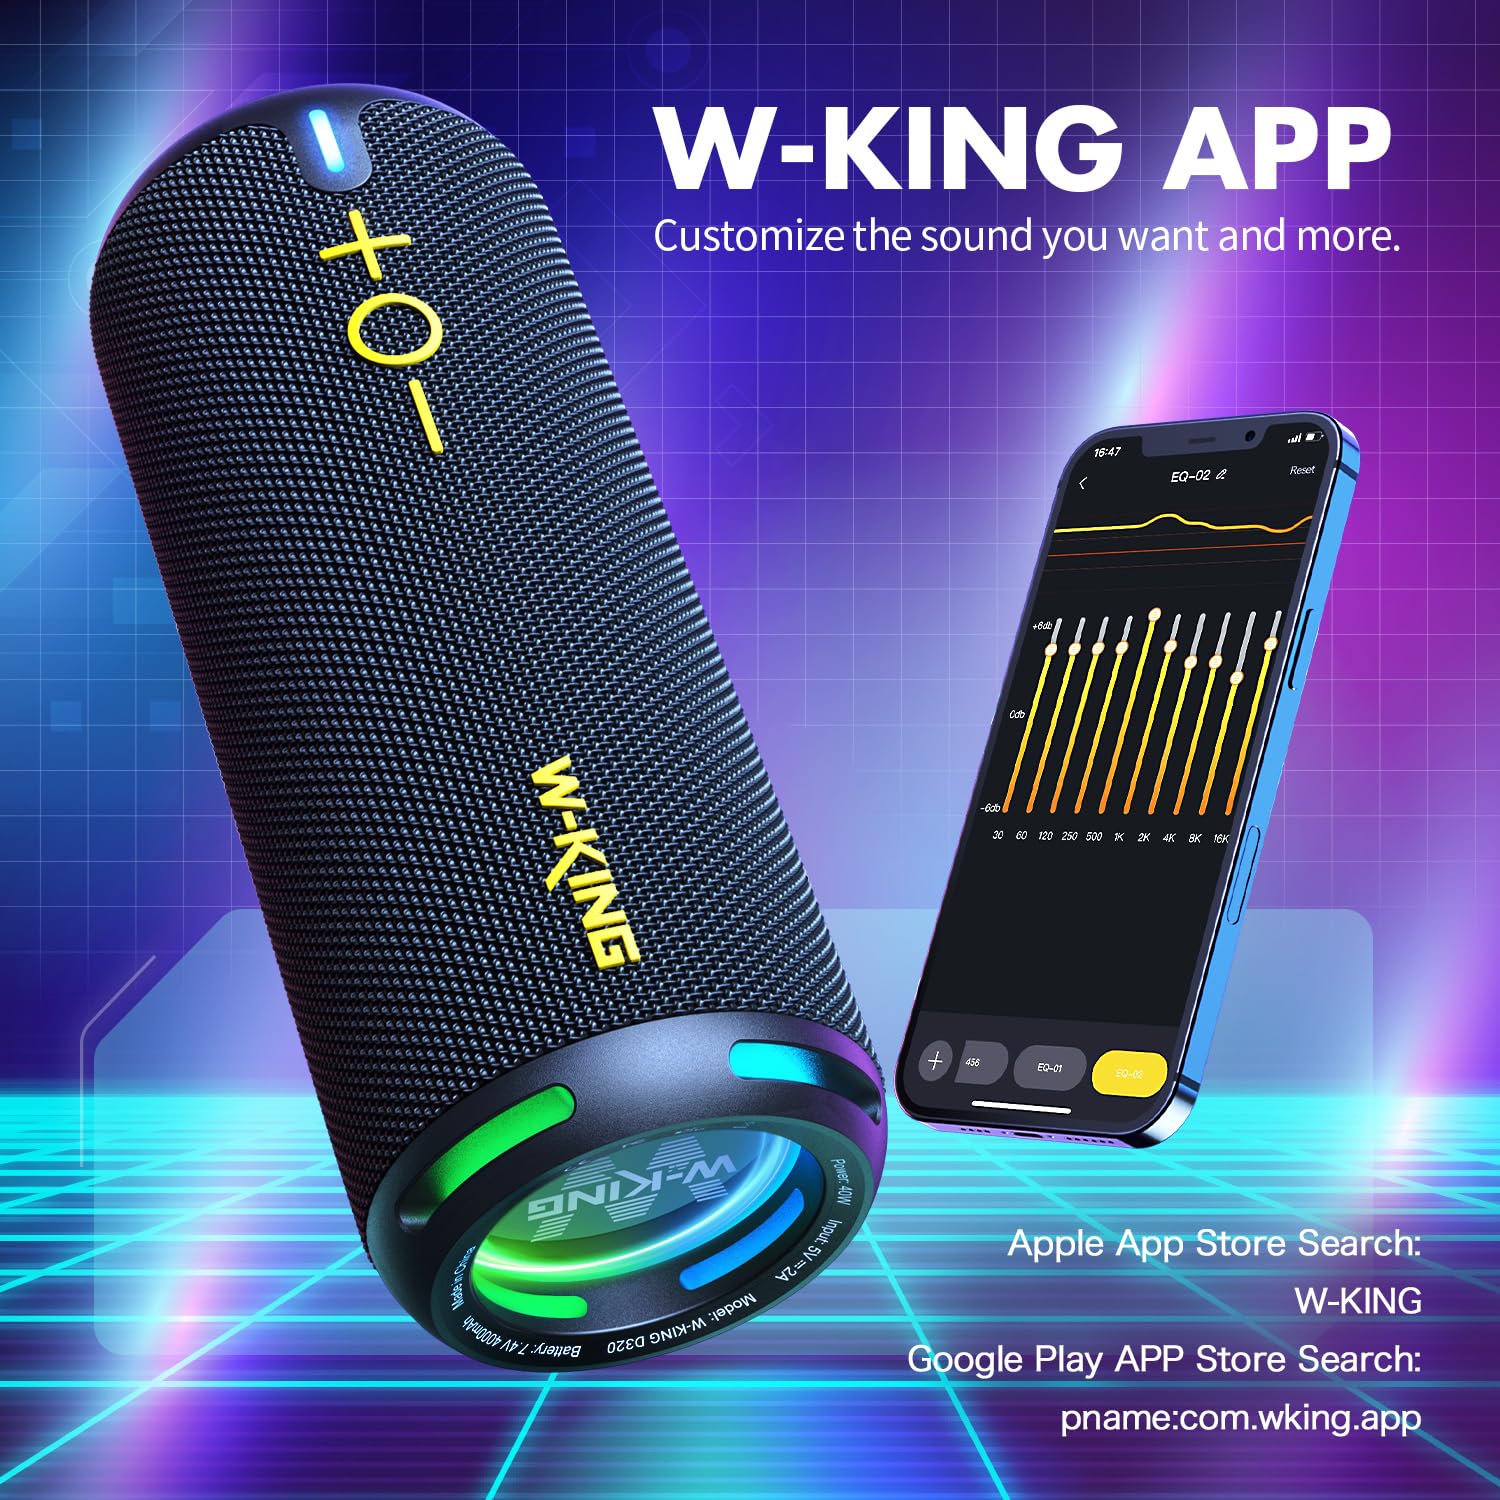 W-KING APP
Customize the sound you want and more.
16:47
EQ-02
Reset
+6db
0db
-6db
30 60 120 250 500 1K 2K 4K 8K 16K
456
EQ-01
EQ-02
W-KING
W-KING
Power: 40W
Input: 5V=2A
Model: W-KING D320
Battery: 7.4V 4000mAh
Made in China
Apple App Store Search:
W-KING
Google Play APP Store Search:
pname:com.wking.app